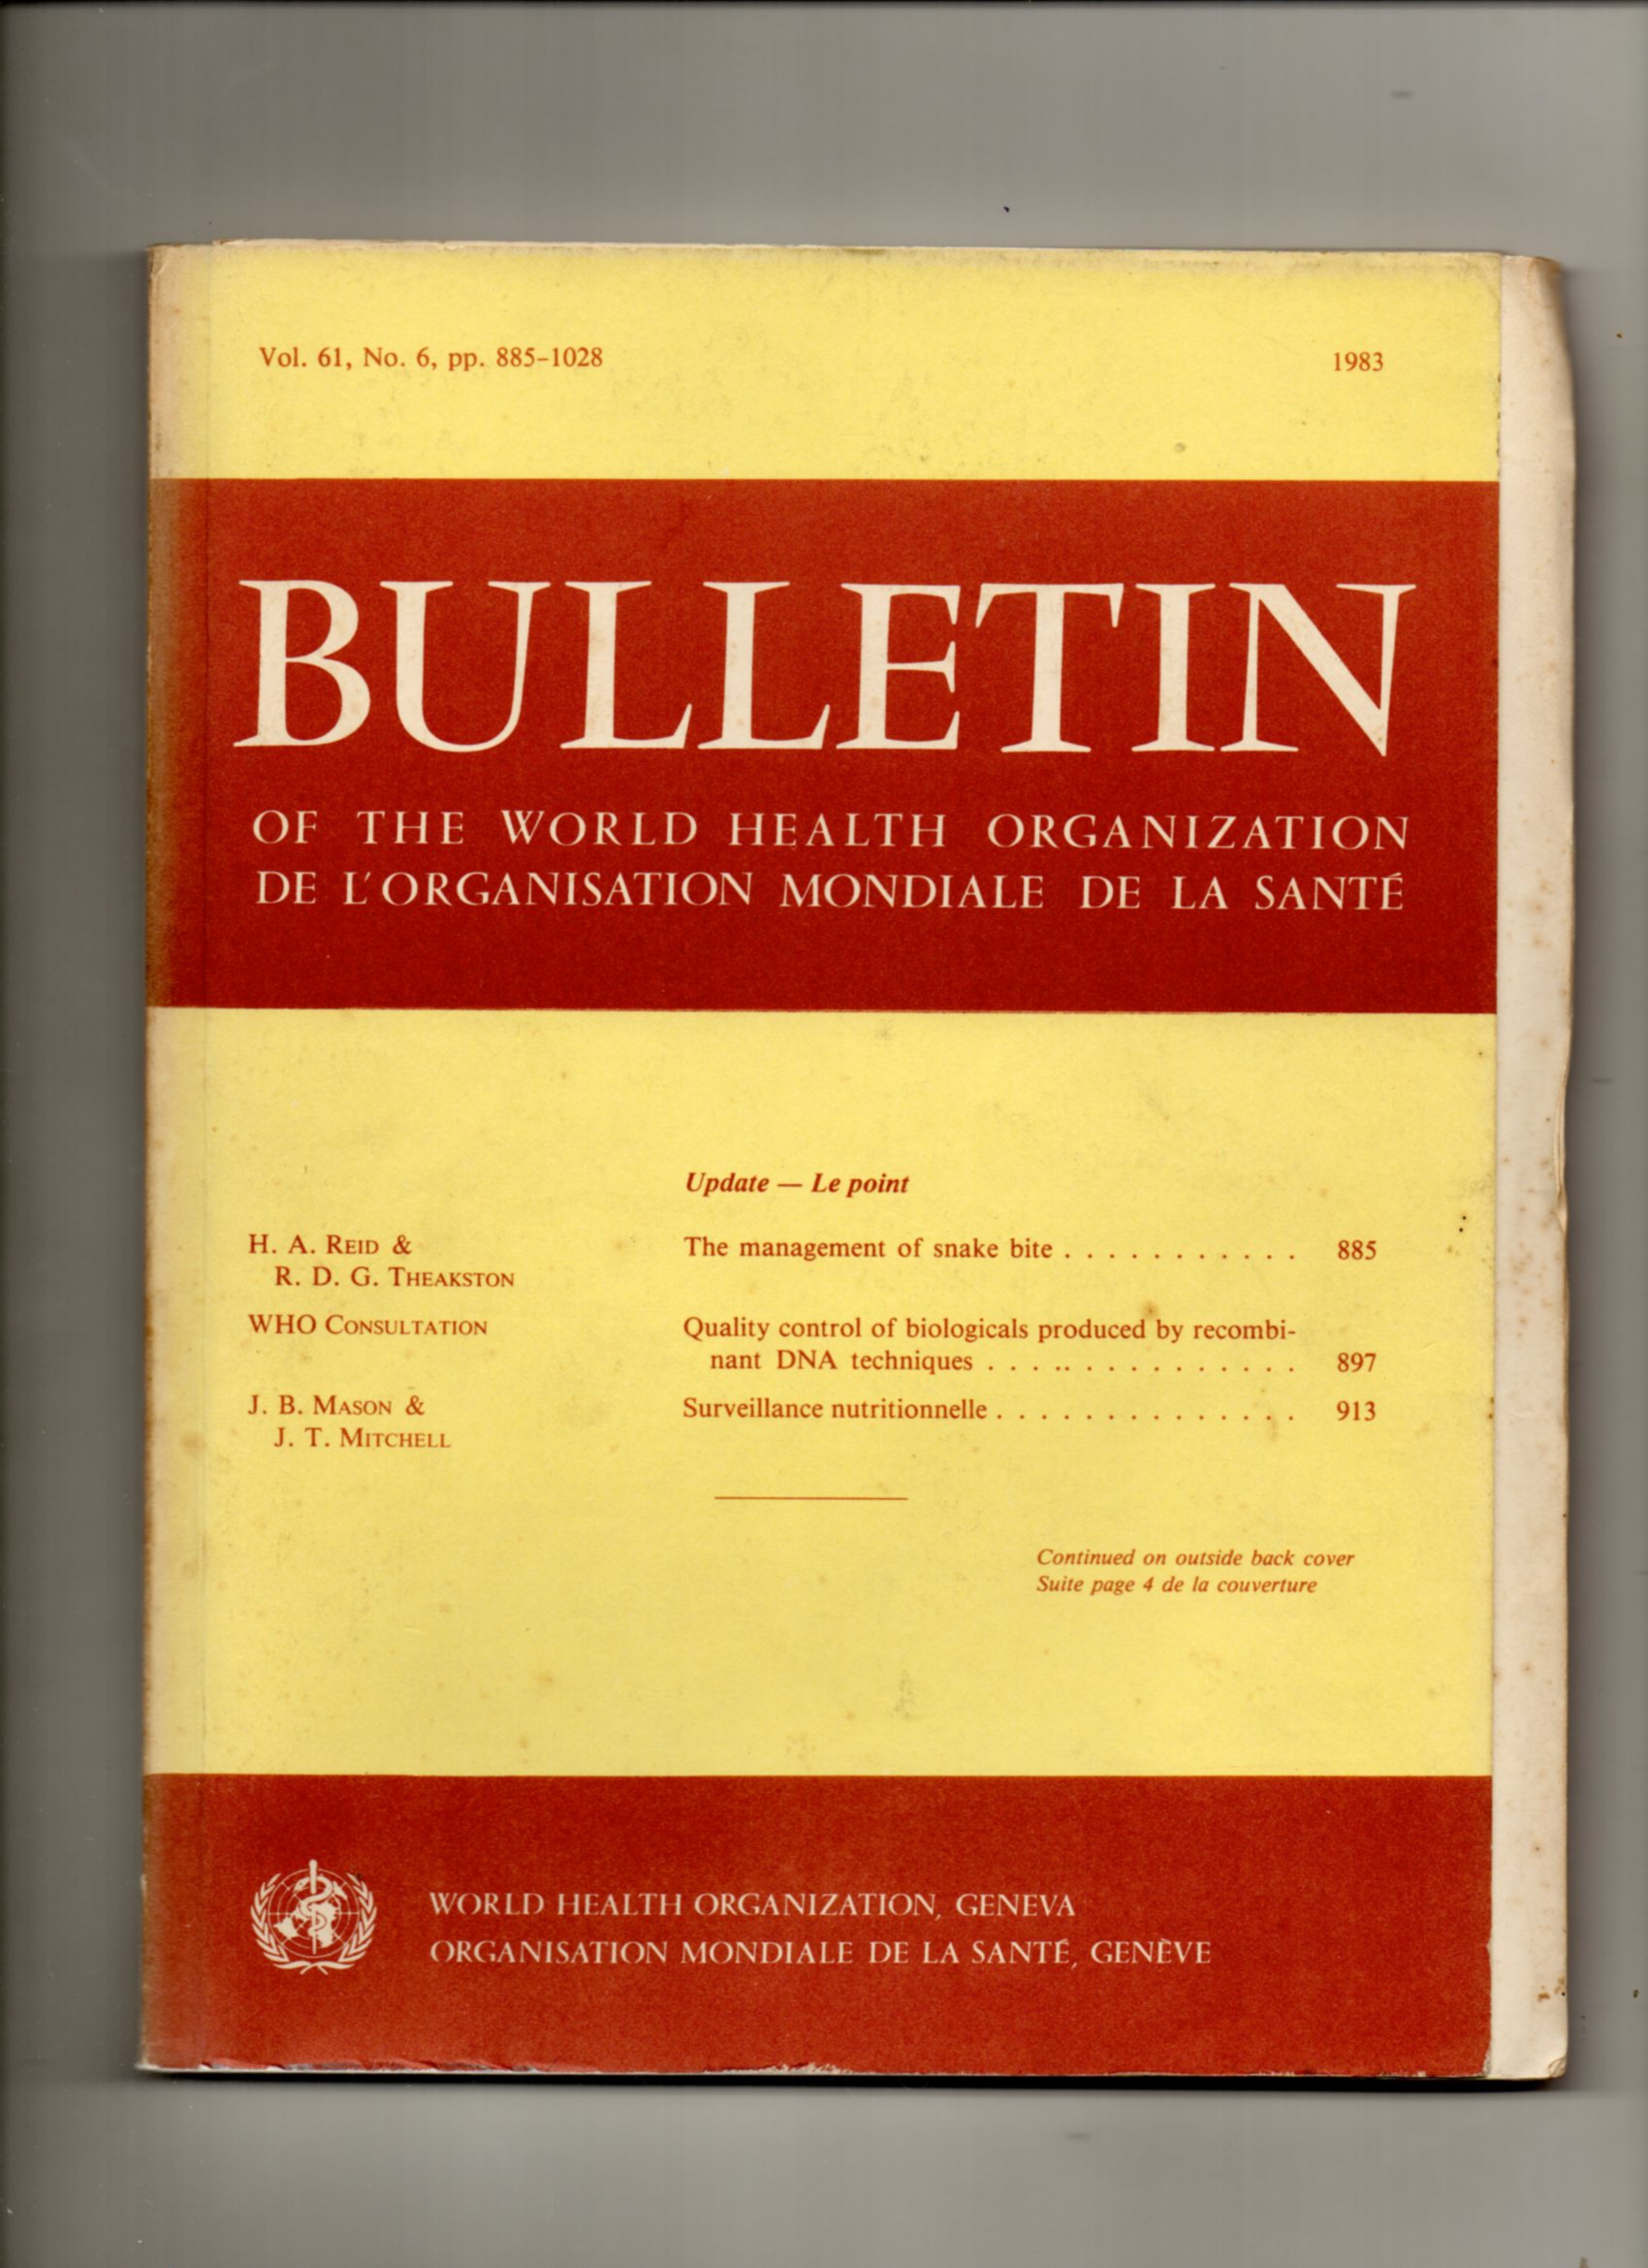 Vol. 61, No. 6, pp. 885–1028 1983
BULLETIN
OF THE WORLD HEALTH ORGANIZATION
DE L'ORGANISATION MONDIALE DE LA SANTÉ
Update — Le point
H. A. REID & The management of snake bite . . . . . . . . . . . 885
R. D. G. THEAKSTON
WHO CONSULTATION Quality control of biologicals produced by recombi-
nant DNA techniques . . . . . . . . . . . . . . . 897
J. B. MASON & Surveillance nutritionnelle . . . . . . . . . . . . . . 913
J. T. MITCHELL
Continued on outside back cover
Suite page 4 de la couverture
WORLD HEALTH ORGANIZATION, GENEVA
ORGANISATION MONDIALE DE LA SANTÉ, GENÈVE